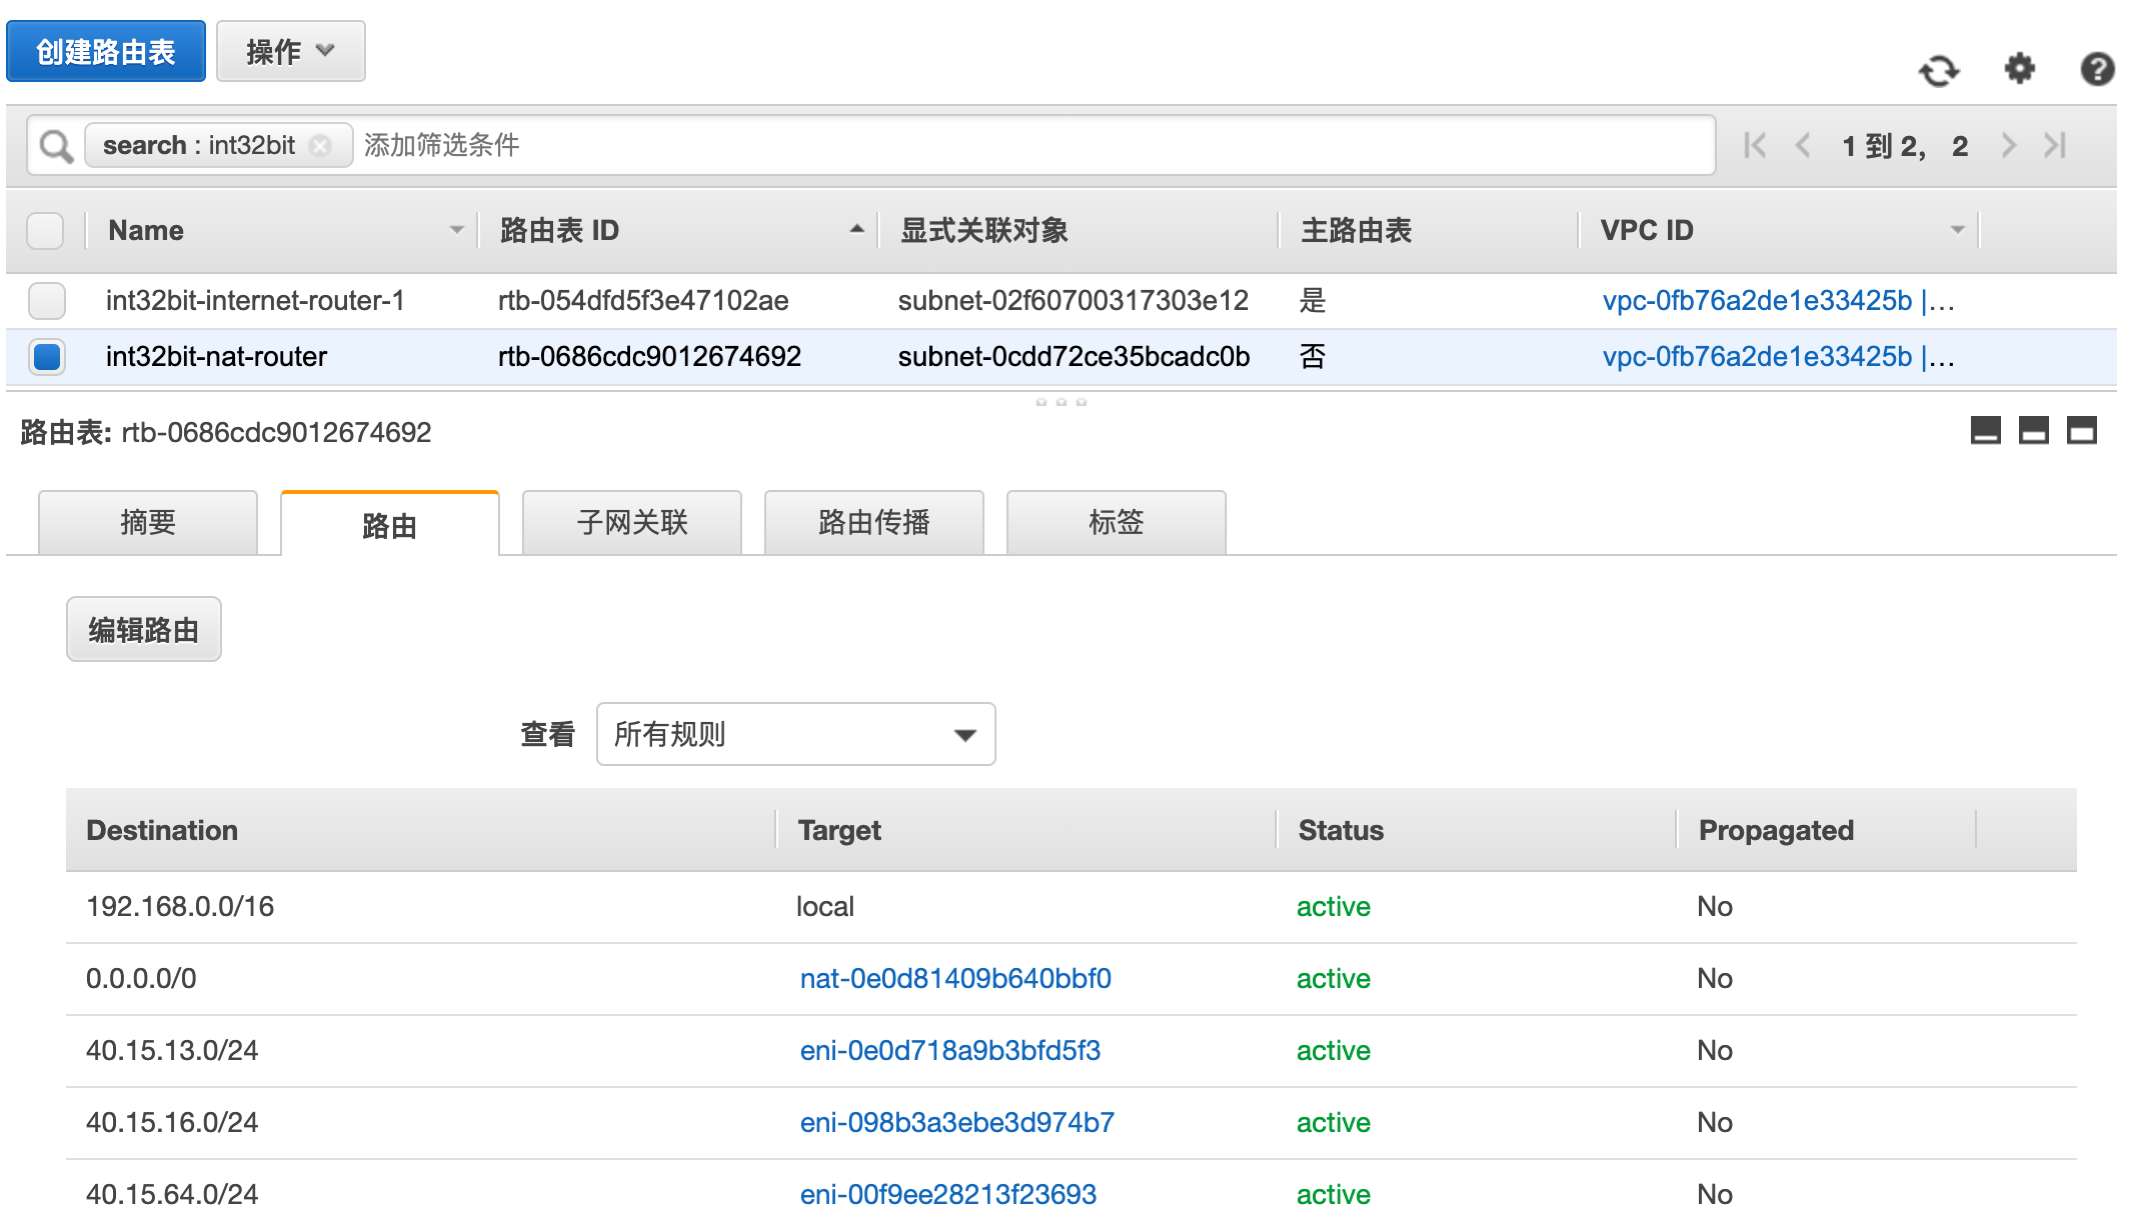 创建路由表 操作
search : int32bit 添加筛选条件 1 到 2， 2
Name 路由表 ID 显式关联对象 主路由表 VPC ID
int32bit-internet-router-1 rtb-054dfd5f3e47102ae subnet-02f60700317303e12 是 vpc-0fb76a2de1e33425b |...
int32bit-nat-router rtb-0686cdc9012674692 subnet-0cdd72ce35bcadc0b 否 vpc-0fb76a2de1e33425b |...
路由表: rtb-0686cdc9012674692
摘要 路由 子网关联 路由传播 标签
编辑路由
查看 所有规则
Destination Target Status Propagated
192.168.0.0/16 local active No
0.0.0.0/0 nat-0e0d81409b640bbf0 active No
40.15.13.0/24 eni-0e0d718a9b3bfd5f3 active No
40.15.16.0/24 eni-098b3a3ebe3d974b7 active No
40.15.64.0/24 eni-00f9ee28213f23693 active No